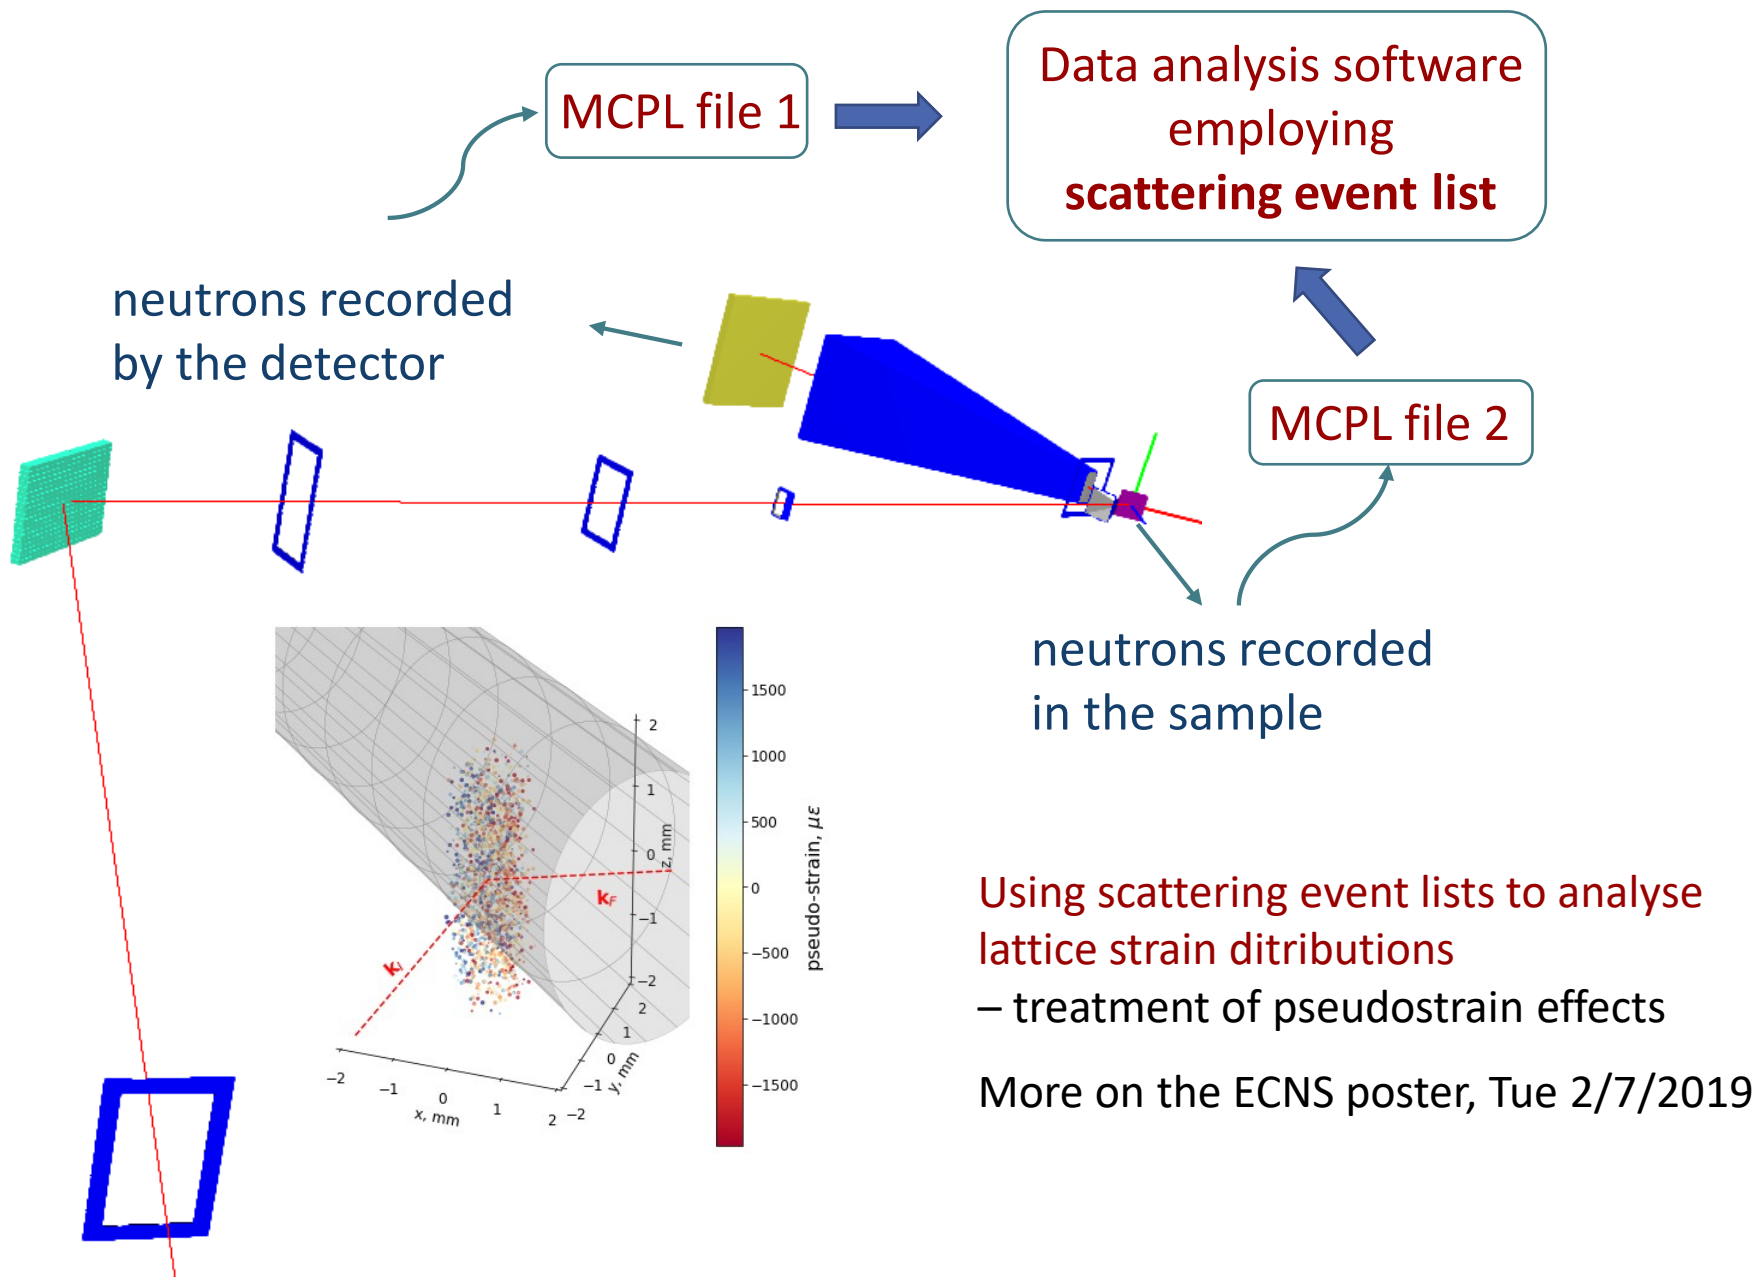 Data analysis software
employing
scattering event list
MCPL file 1
neutrons recorded
by the detector
MCPL file 2
neutrons recorded
in the sample
1500
1000
500
0
−500
−1000
−1500
pseudo-strain, με
2
1
0
−1
−2
z, mm
k_F
k_I
2
1
0
−1
−2
y, mm
−2
−1
0
1
2
x, mm
Using scattering event lists to analyse
lattice strain ditributions
– treatment of pseudostrain effects
More on the ECNS poster, Tue 2/7/2019